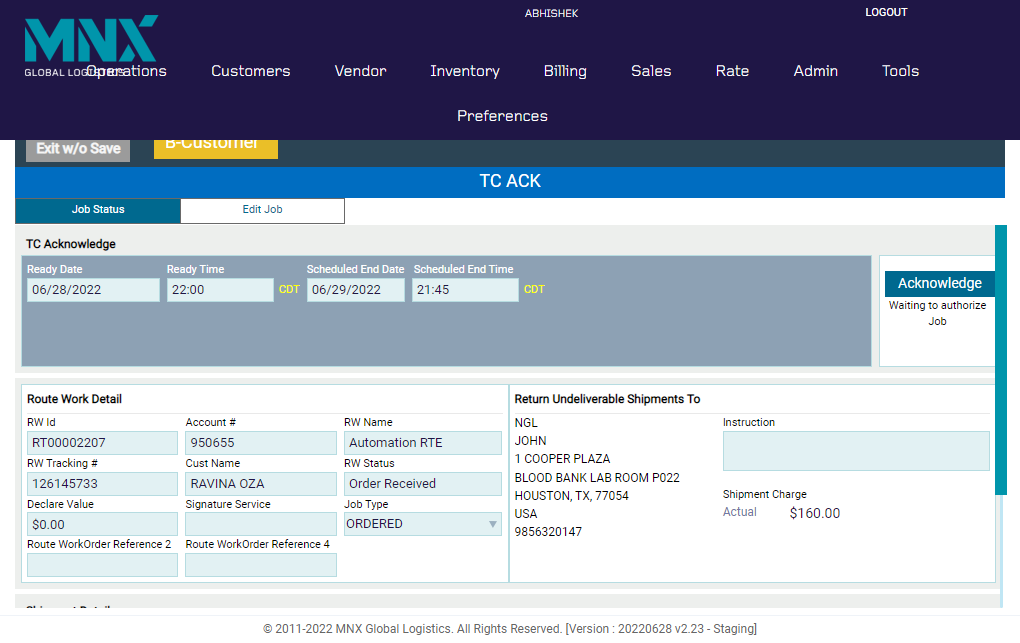 MNX
GLOBAL LOGISTICS
ABHISHEK
LOGOUT
Operations Customers Vendor Inventory Billing Sales Rate Admin Tools
Preferences
Exit w/o Save B-Customer
TC ACK
Job Status Edit Job
TC Acknowledge
Ready Date Ready Time Scheduled End Date Scheduled End Time
06/28/2022 22:00 CDT 06/29/2022 21:45 CDT
Acknowledge
Waiting to authorize
Job
Route Work Detail
RW Id Account # RW Name
RT00002207 950655 Automation RTE
RW Tracking # Cust Name RW Status
126145733 RAVINA OZA Order Received
Declare Value Signature Service Job Type
$0.00 ORDERED
Route WorkOrder Reference 2 Route WorkOrder Reference 4
Return Undeliverable Shipments To
NGL
JOHN
1 COOPER PLAZA
BLOOD BANK LAB ROOM P022
HOUSTON, TX, 77054
USA
9856320147
Instruction
Shipment Charge
Actual $160.00
Shipment Details
© 2011-2022 MNX Global Logistics. All Rights Reserved. [Version : 20220628 v2.23 - Staging]